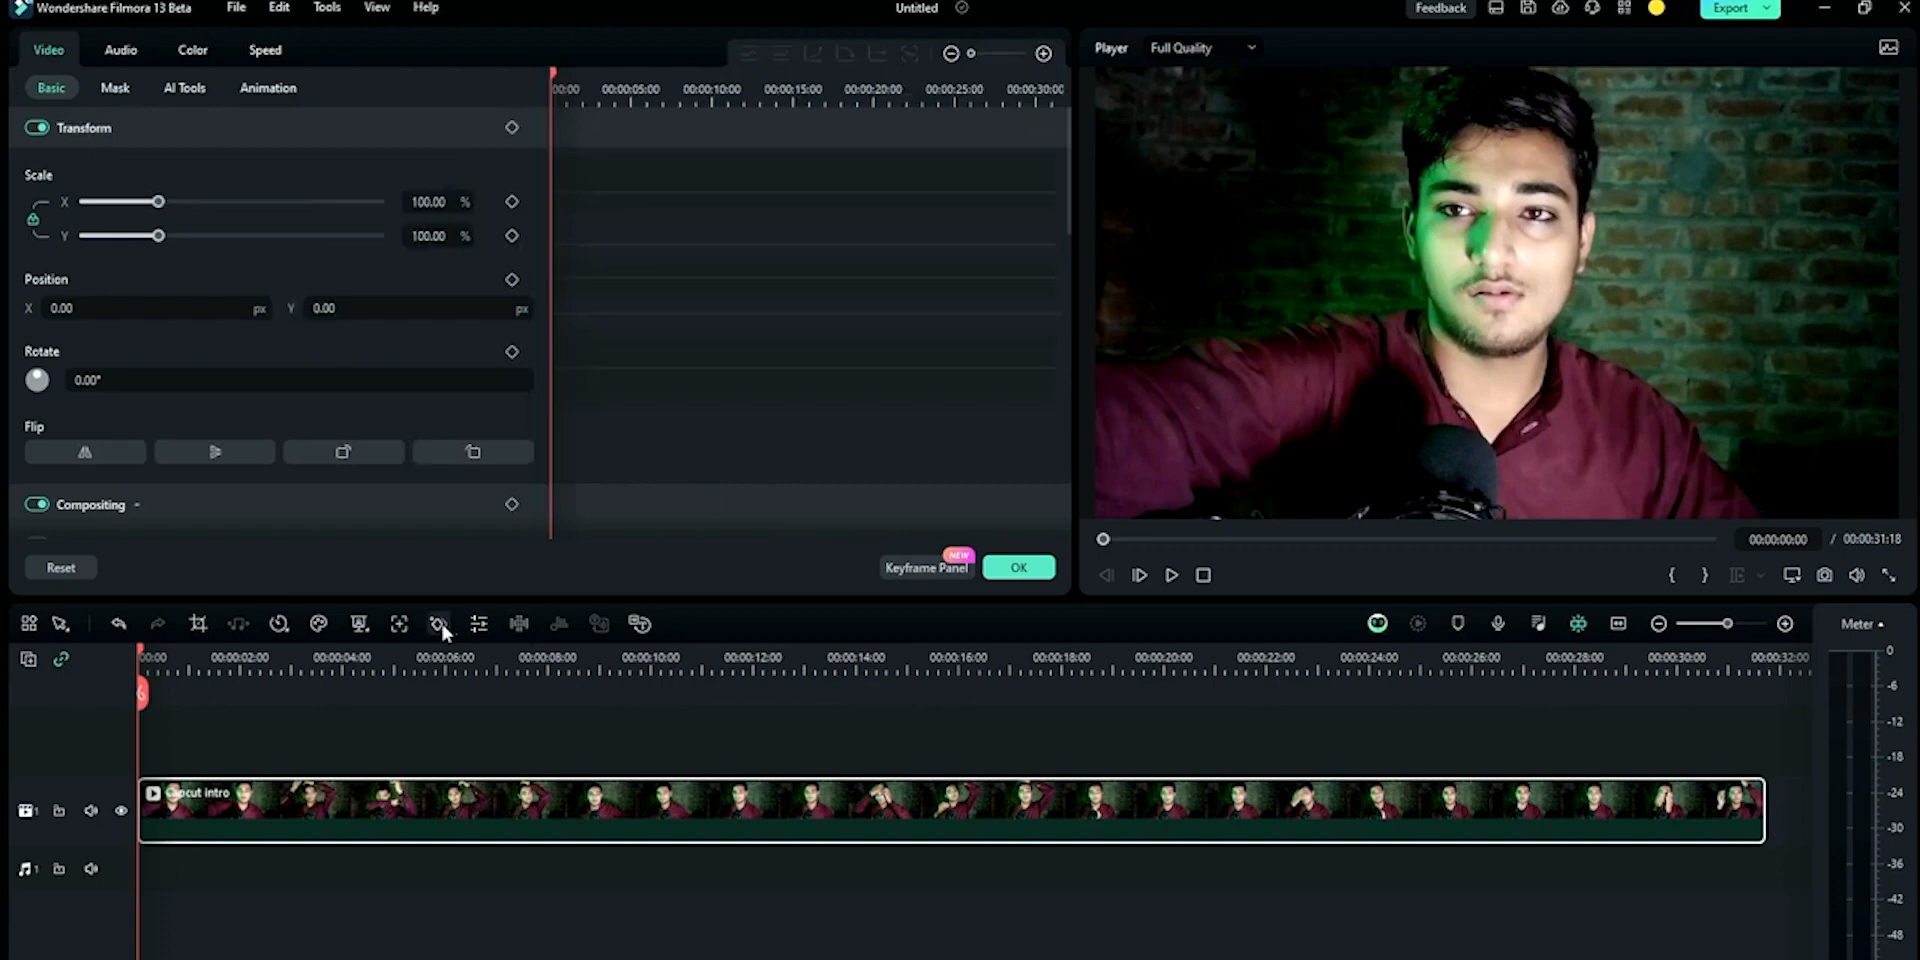 Wondershare Filmora 13 Beta File Edit Tools View Help Untitled Feedback Export
Video Audio Color Speed
Basic Mask AI Tools Animation
00:00 00:00:05:00 00:00:10:00 00:00:15:00 00:00:20:00 00:00:25:00 00:00:30:00
Transform
Scale
X 100.00 %
Y 100.00 %
Position
X 0.00 px Y 0.00 px
Rotate
0.00°
Flip
Compositing
Reset NEW Keyframe Panel OK
Player Full Quality
00:00:00:00 / 00:00:31:18
{ }
Meter
00:00 00:00:02:00 00:00:04:00 00:00:06:00 00:00:08:00 00:00:10:00 00:00:12:00 00:00:14:00 00:00:16:00 00:00:18:00 00:00:20:00 00:00:22:00 00:00:24:00 00:00:26:00 00:00:28:00 00:00:30:00 00:00:32:00
intro
1
1
0
-6
-12
-18
-24
-30
-36
-42
-48